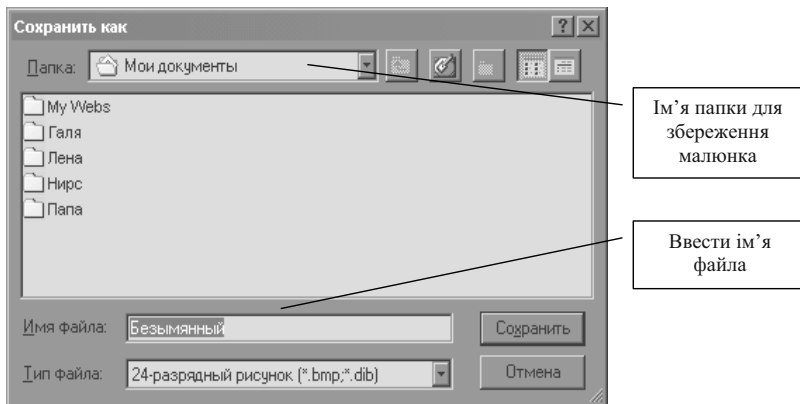 Сохранить как
Папка: Мои документы
My Webs
Галя
Лена
Нирс
Папа
Имя файла: Безымянный
Сохранить
Тип файла: 24-разрядный рисунок (*.bmp;*.dib)
Отмена
Ім’я папки для
збереження
малюнка
Ввести ім’я
файла